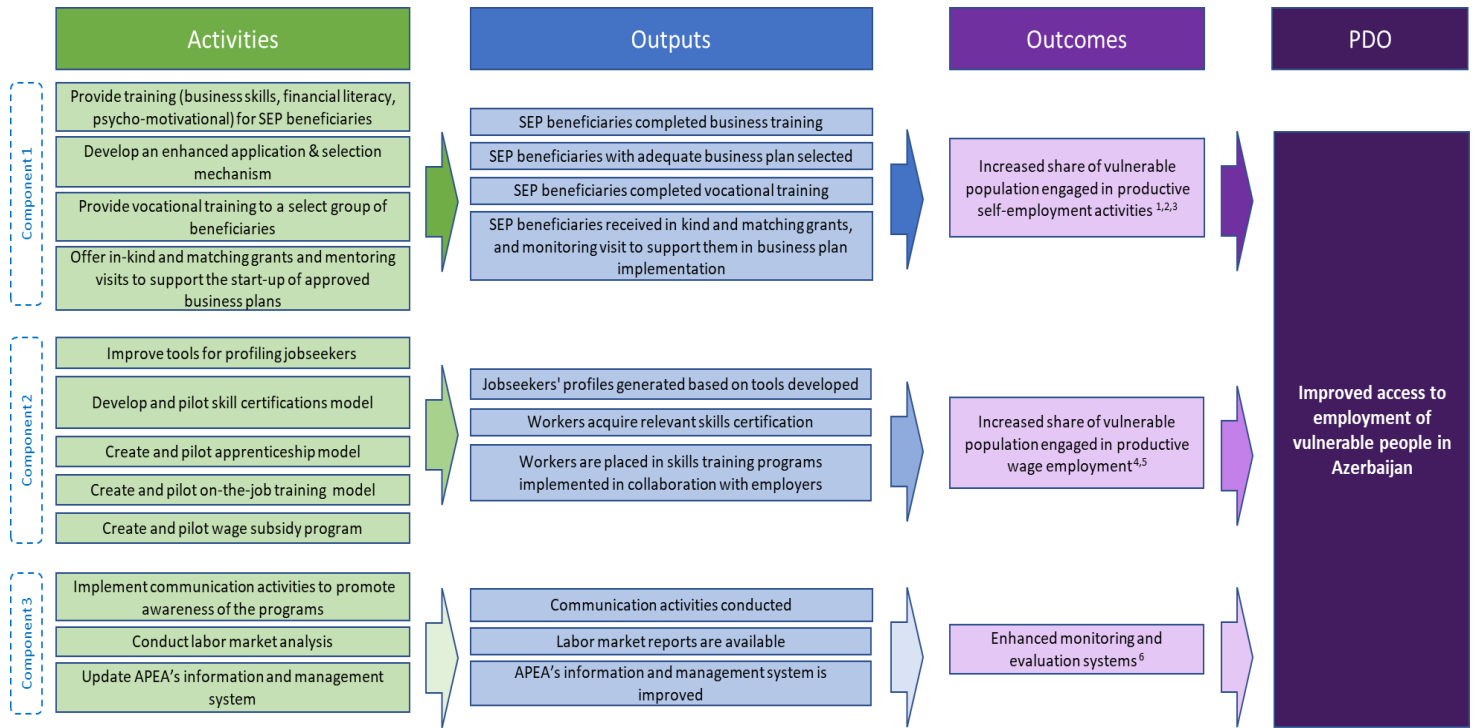 Activities
Outputs
Outcomes
PDO
Component 1
Provide training (business skills, financial literacy,
psycho-motivational) for SEP beneficiaries
Develop an enhanced application & selection
mechanism
Provide vocational training to a select group of
beneficiaries
Offer in-kind and matching grants and mentoring
visits to support the start-up of approved
business plans
SEP beneficiaries completed business training
SEP beneficiaries with adequate business plan selected
SEP beneficiaries completed vocational training
SEP beneficiaries received in kind and matching grants,
and monitoring visit to support them in business plan
implementation
Increased share of vulnerable
population engaged in productive
self-employment activities 1,2,3
Component 2
Improve tools for profiling jobseekers
Develop and pilot skill certifications model
Create and pilot apprenticeship model
Create and pilot on-the-job training model
Create and pilot wage subsidy program
Jobseekers' profiles generated based on tools developed
Workers acquire relevant skills certification
Workers are placed in skills training programs
implemented in collaboration with employers
Increased share of vulnerable
population engaged in productive
wage employment4,5
Component 3
Implement communication activities to promote
awareness of the programs
Conduct labor market analysis
Update APEA's information and management
system
Communication activities conducted
Labor market reports are available
APEA's information and management system is
improved
Enhanced monitoring and
evaluation systems6
Improved access to
employment of
vulnerable people in
Azerbaijan